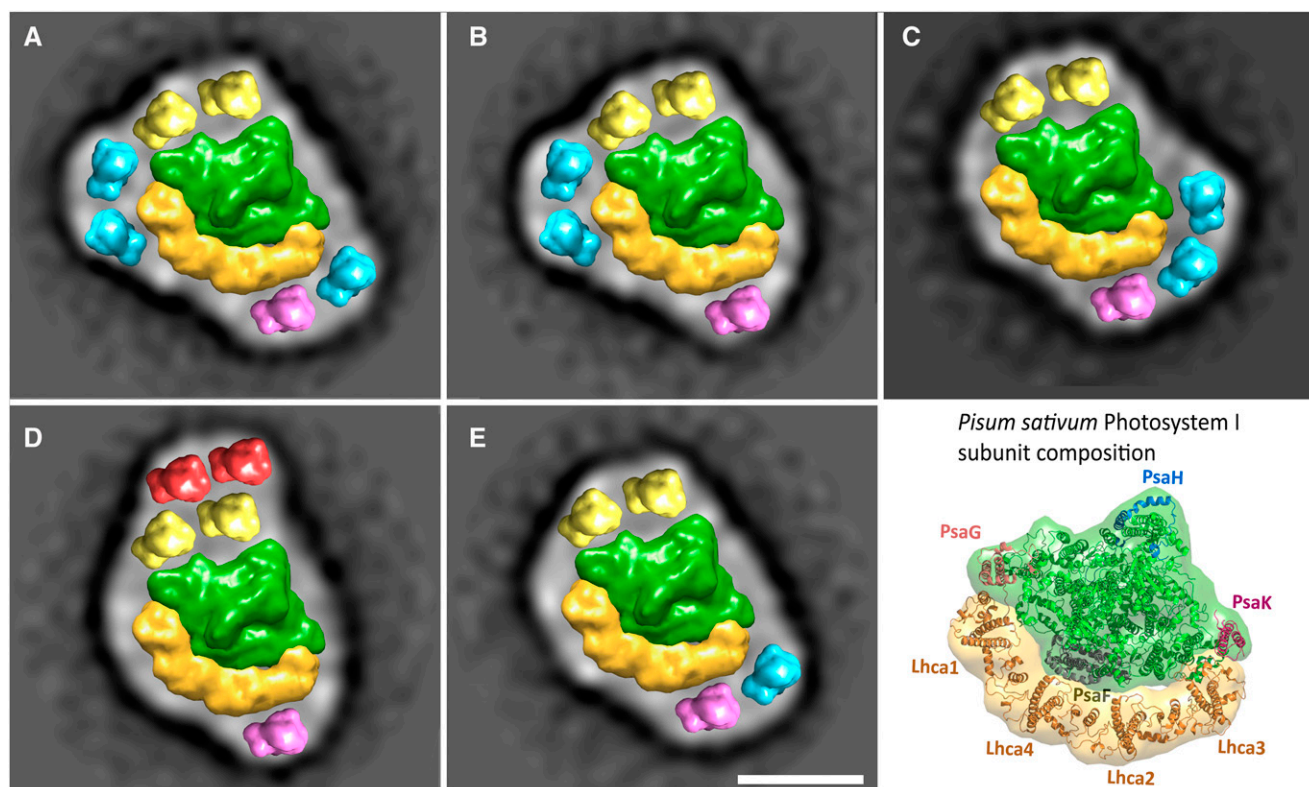 A
B
C
D
E
Pisum sativum Photosystem I
subunit composition
PsaH
PsaG
PsaK
Lhca1
PsaF
Lhca4
Lhca3
Lhca2